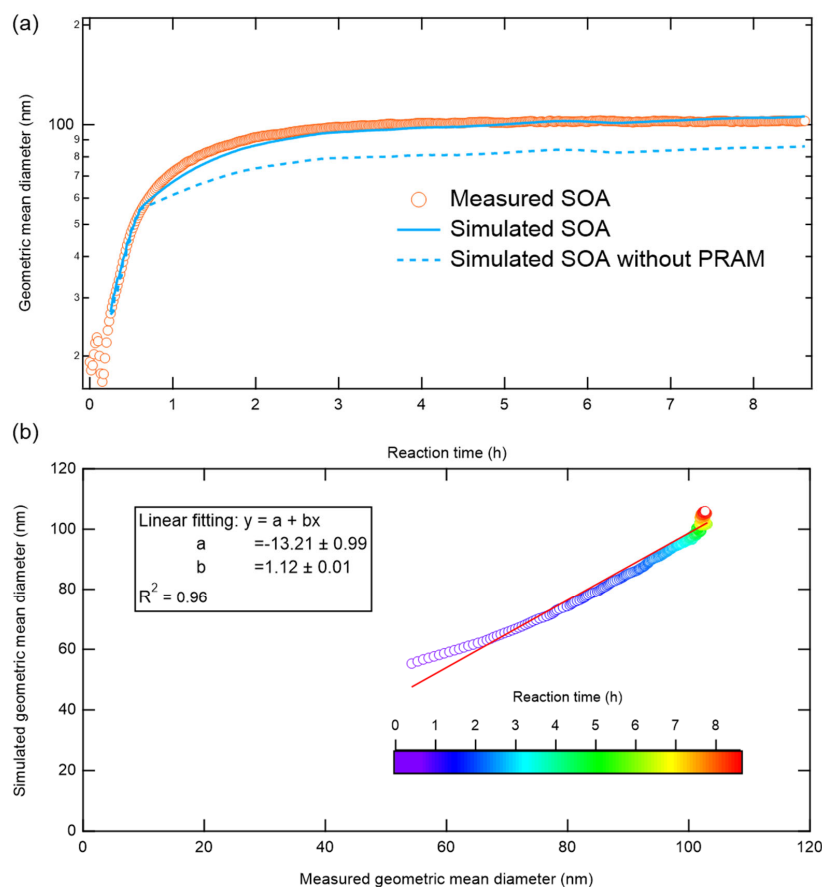 (a)
2
100
9
8
7
6
5
4
3
2
Geometric mean diameter (nm)
Measured SOA
Simulated SOA
Simulated SOA without PRAM
0 1 2 3 4 5 6 7 8
Reaction time (h)
(b)
120
100
80
60
40
20
0
Simulated geometric mean diameter (nm)
Linear fitting: y = a + bx
a =-13.21 ± 0.99
b =1.12 ± 0.01
R² = 0.96
Reaction time (h)
0 1 2 3 4 5 6 7 8
0 20 40 60 80 100 120
Measured geometric mean diameter (nm)